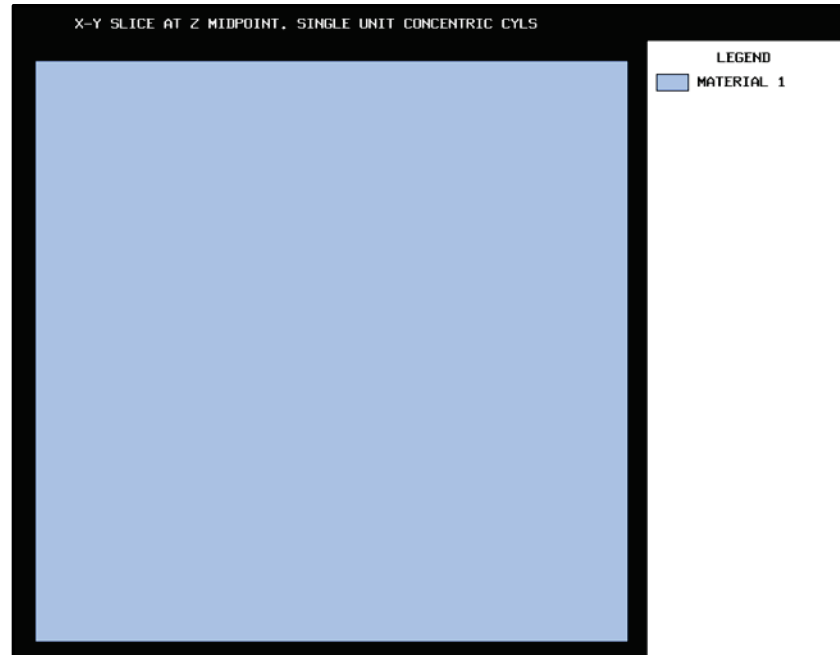 X-Y SLICE AT Z MIDPOINT. SINGLE UNIT CONCENTRIC CYLS
LEGEND
MATERIAL 1